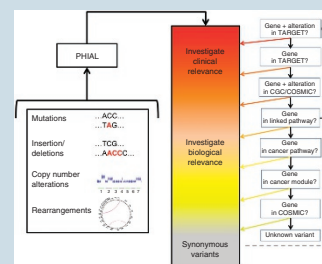 PHIAL
Mutations
...ACC...
...TAG...
Insertion/
deletions
...TCG...
...AACCC...
Copy number
alterations
1 2 3 4 5 6 7
Rearrangements
Investigate
clinical
relevance
Investigate
biological
relevance
Synonymous
variants
Gene + alteration
in TARGET?
Gene
in TARGET?
Gene + alteration
in CGC/COSMIC?
Gene
in linked pathway?
Gene
in cancer pathway?
Gene
in cancer module?
Gene
in COSMIC?
Unknown variant